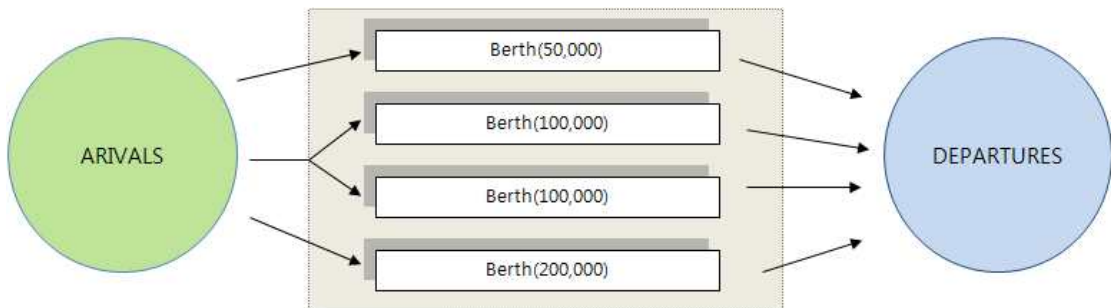 Berth(50,000)
Berth(100,000)
ARIVALS
DEPARTURES
Berth(100,000)
Berth(200,000)